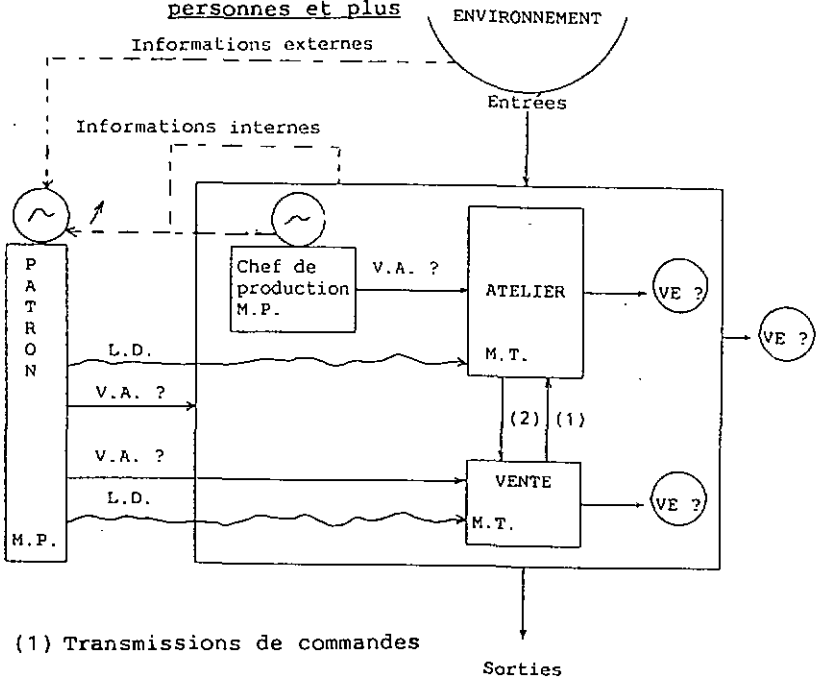 personnes et plus
ENVIRONNEMENT
Informations externes
Entrées
Informations internes
PATRON
M.P.
Chef de
production
M.P.
V.A. ?
ATELIER
M.T.
VE ?
VE ?
L.D.
V.A. ?
(2) (1)
V.A. ?
L.D.
VENTE
M.T.
VE ?
(1) Transmissions de commandes
Sorties